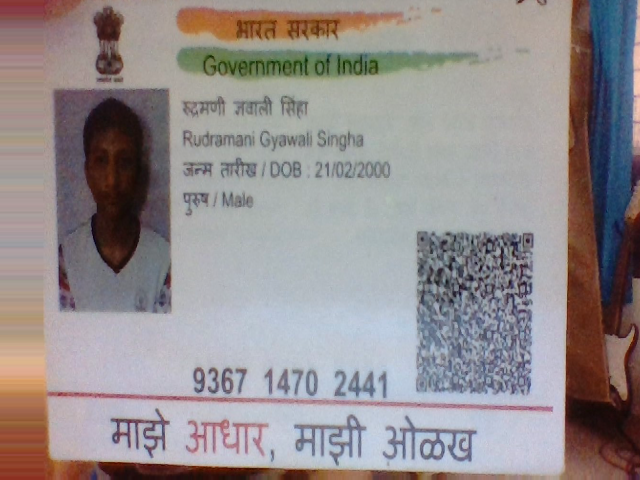 भारत सरकार
Government of India
रुद्रमणी ज्ञवाली सिंहा
Rudramani Gyawali Singha
जन्म तारीख / DOB : 21/02/2000
पुरुष / Male
9367 1470 2441
माझे आधार, माझी ओळख